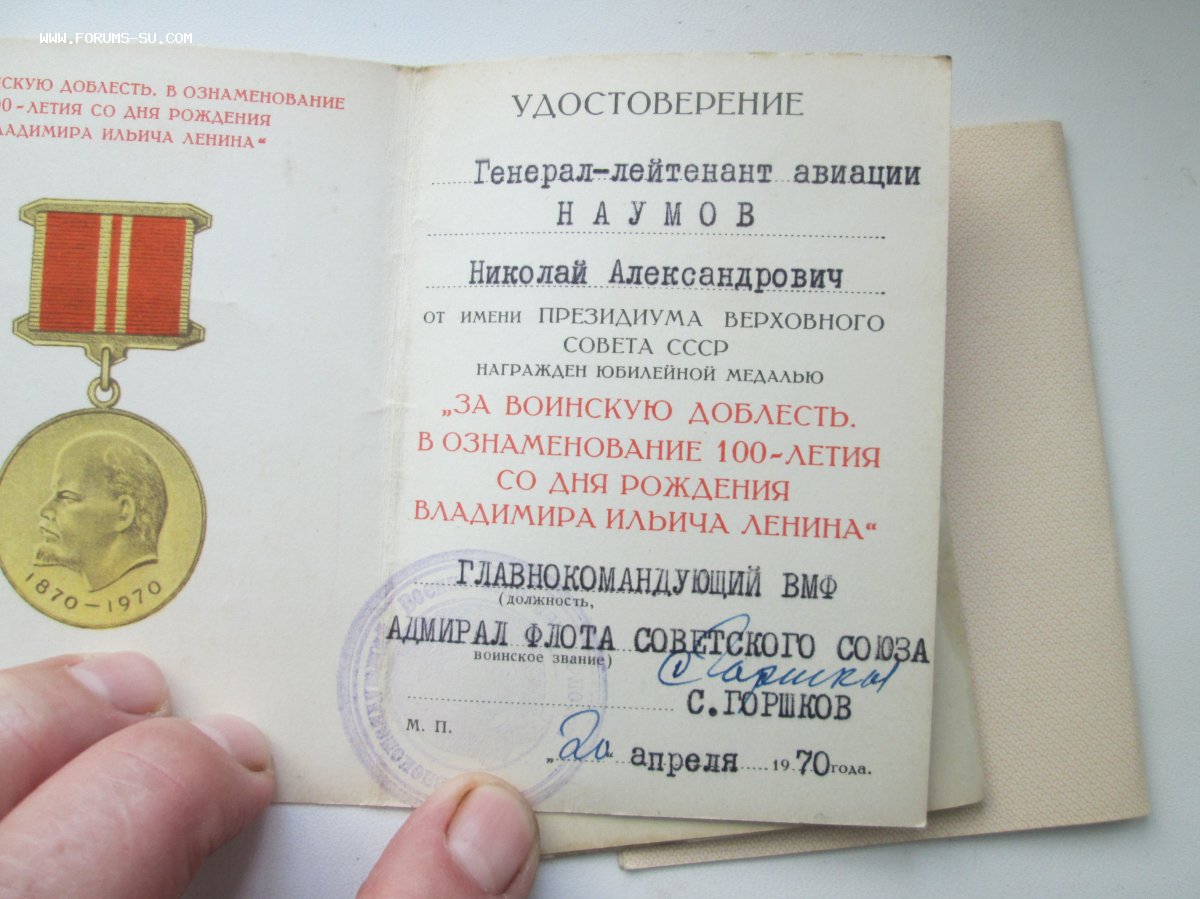 WWW.FORUMS-SU.COM
СКУЮ ДОБЛЕСТЬ. В ОЗНАМЕНОВАНИЕ
00-ЛЕТИЯ СО ДНЯ РОЖДЕНИЯ
ЛАДИМИРА ИЛЬИЧА ЛЕНИНА“
1870-1970
УДОСТОВЕРЕНИЕ
Генерал-лейтенант авиации
НАУМОВ
Николай Александрович
ОТ ИМЕНИ ПРЕЗИДИУМА ВЕРХОВНОГО
СОВЕТА СССР
НАГРАЖДЕН ЮБИЛЕЙНОЙ МЕДАЛЬЮ
„ЗА ВОИНСКУЮ ДОБЛЕСТЬ.
В ОЗНАМЕНОВАНИЕ 100-ЛЕТИЯ
СО ДНЯ РОЖДЕНИЯ
ВЛАДИМИРА ИЛЬИЧА ЛЕНИНА“
ГЛАВНОКОМАНДУЮЩИЙ ВМФ
(должность,
АДМИРАЛ ФЛОТА СОВЕТСКОГО СОЮЗА
воинское звание)
С.ГОРШКОВ
М. П.
„20“ апреля 1970 года.